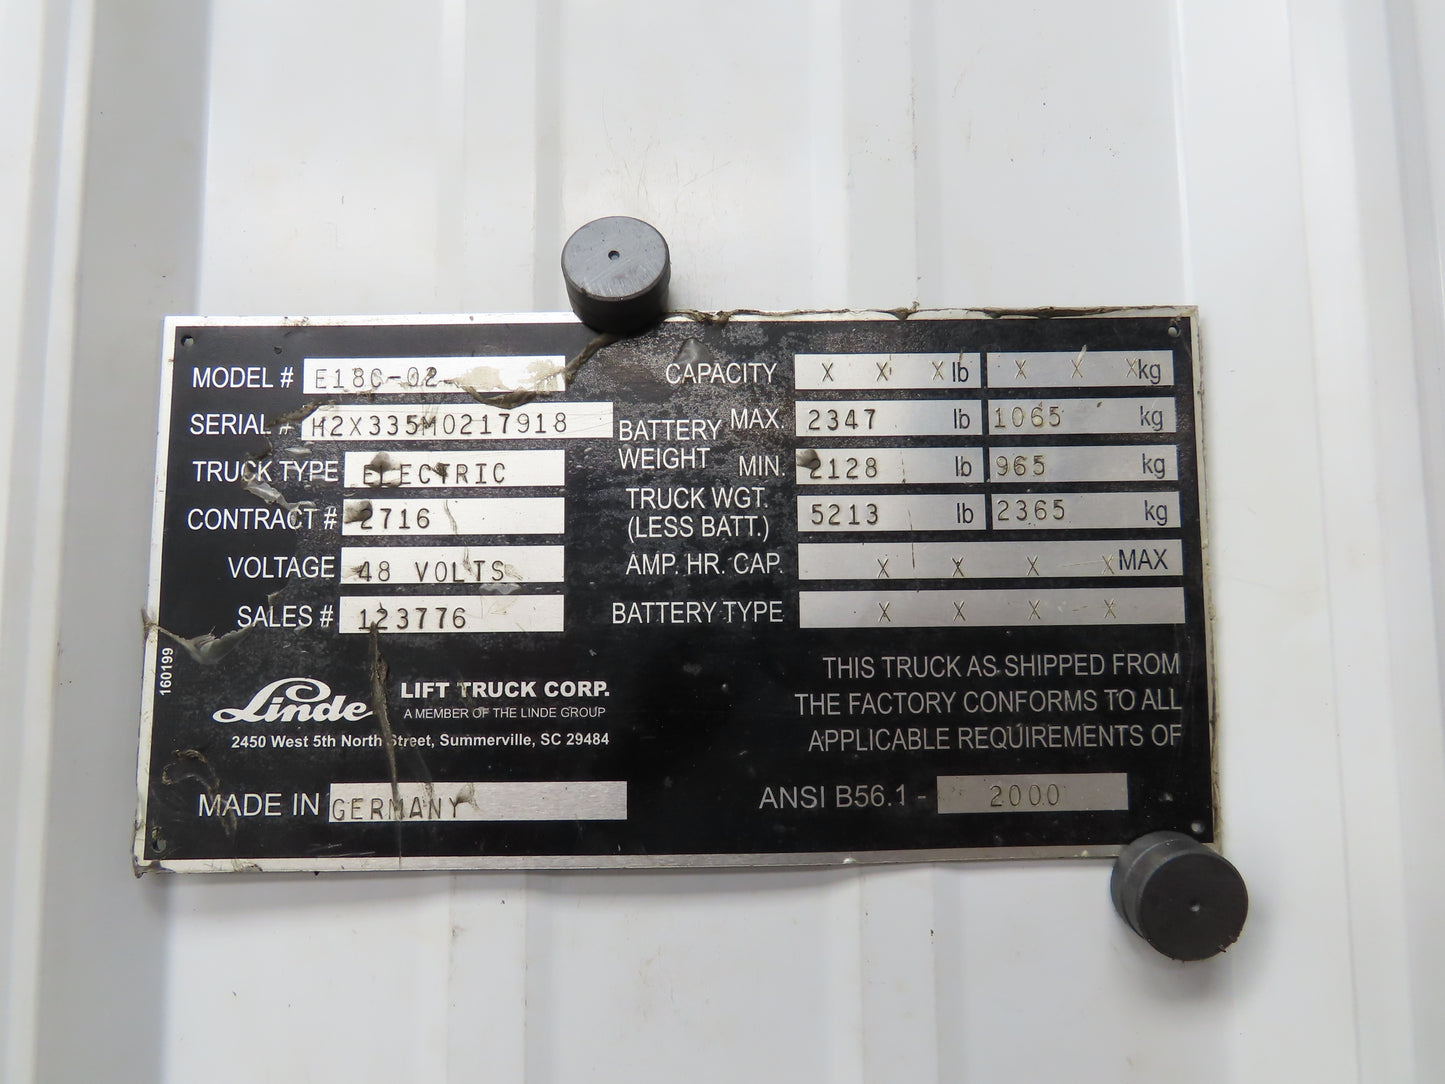 MODEL # E18C-02
SERIAL # H2X335M0217918
TRUCK TYPE ELECTRIC
CONTRACT # 2716
VOLTAGE 48 VOLTS
SALES # 123776
CAPACITY X X X lb X X X kg
BATTERY WEIGHT MAX. 2347 lb 1065 kg
MIN. 2128 lb 965 kg
TRUCK WGT. (LESS BATT.) 5213 lb 2365 kg
AMP. HR. CAP. X X X X MAX
BATTERY TYPE X X X X
160199
Linde LIFT TRUCK CORP.
A MEMBER OF THE LINDE GROUP
2450 West 5th North Street, Summerville, SC 29484
MADE IN GERMANY
THIS TRUCK AS SHIPPED FROM
THE FACTORY CONFORMS TO ALL
APPLICABLE REQUIREMENTS OF
ANSI B56.1 - 2000